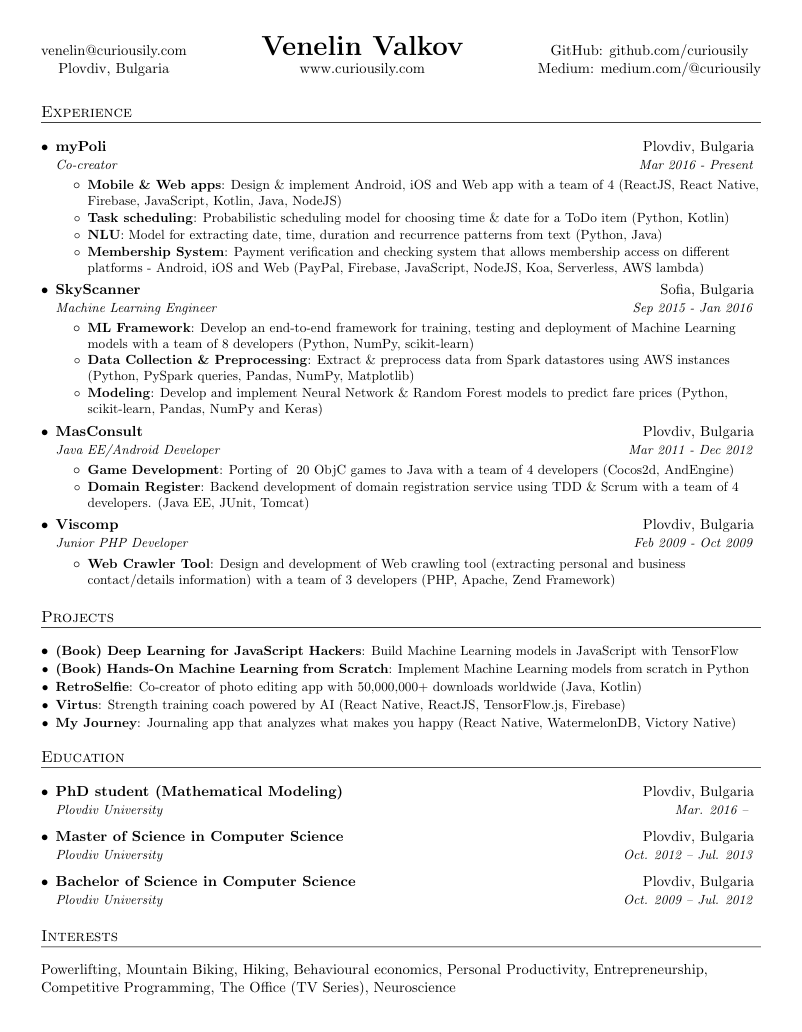 Venelin Valkov
venelin@curiousily.com
GitHub: github.com/curiousily
Plovdiv, Bulgaria
www.curiousily.com
Medium: medium.com/@curiousily
Experience
• myPoli Plovdiv, Bulgaria
Co-creator Mar 2016 - Present
◦ Mobile & Web apps: Design & implement Android, iOS and Web app with a team of 4 (ReactJS, React Native,
Firebase, JavaScript, Kotlin, Java, NodeJS)
◦ Task scheduling: Probabilistic scheduling model for choosing time & date for a ToDo item (Python, Kotlin)
◦ NLU: Model for extracting date, time, duration and recurrence patterns from text (Python, Java)
◦ Membership System: Payment verification and checking system that allows membership access on different
platforms - Android, iOS and Web (PayPal, Firebase, JavaScript, NodeJS, Koa, Serverless, AWS lambda)
• SkyScanner Sofia, Bulgaria
Machine Learning Engineer Sep 2015 - Jan 2016
◦ ML Framework: Develop an end-to-end framework for training, testing and deployment of Machine Learning
models with a team of 8 developers (Python, NumPy, scikit-learn)
◦ Data Collection & Preprocessing: Extract & preprocess data from Spark datastores using AWS instances
(Python, PySpark queries, Pandas, NumPy, Matplotlib)
◦ Modeling: Develop and implement Neural Network & Random Forest models to predict fare prices (Python,
scikit-learn, Pandas, NumPy and Keras)
• MasConsult Plovdiv, Bulgaria
Java EE/Android Developer Mar 2011 - Dec 2012
◦ Game Development: Porting of 20 ObjC games to Java with a team of 4 developers (Cocos2d, AndEngine)
◦ Domain Register: Backend development of domain registration service using TDD & Scrum with a team of 4
developers. (Java EE, JUnit, Tomcat)
• Viscomp Plovdiv, Bulgaria
Junior PHP Developer Feb 2009 - Oct 2009
◦ Web Crawler Tool: Design and development of Web crawling tool (extracting personal and business
contact/details information) with a team of 3 developers (PHP, Apache, Zend Framework)
Projects
• (Book) Deep Learning for JavaScript Hackers: Build Machine Learning models in JavaScript with TensorFlow
• (Book) Hands-On Machine Learning from Scratch: Implement Machine Learning models from scratch in Python
• RetroSelfie: Co-creator of photo editing app with 50,000,000+ downloads worldwide (Java, Kotlin)
• Virtus: Strength training coach powered by AI (React Native, ReactJS, TensorFlow.js, Firebase)
• My Journey: Journaling app that analyzes what makes you happy (React Native, WatermelonDB, Victory Native)
Education
• PhD student (Mathematical Modeling) Plovdiv, Bulgaria
Plovdiv University Mar. 2016 –
• Master of Science in Computer Science Plovdiv, Bulgaria
Plovdiv University Oct. 2012 – Jul. 2013
• Bachelor of Science in Computer Science Plovdiv, Bulgaria
Plovdiv University Oct. 2009 – Jul. 2012
Interests
Powerlifting, Mountain Biking, Hiking, Behavioural economics, Personal Productivity, Entrepreneurship,
Competitive Programming, The Office (TV Series), Neuroscience